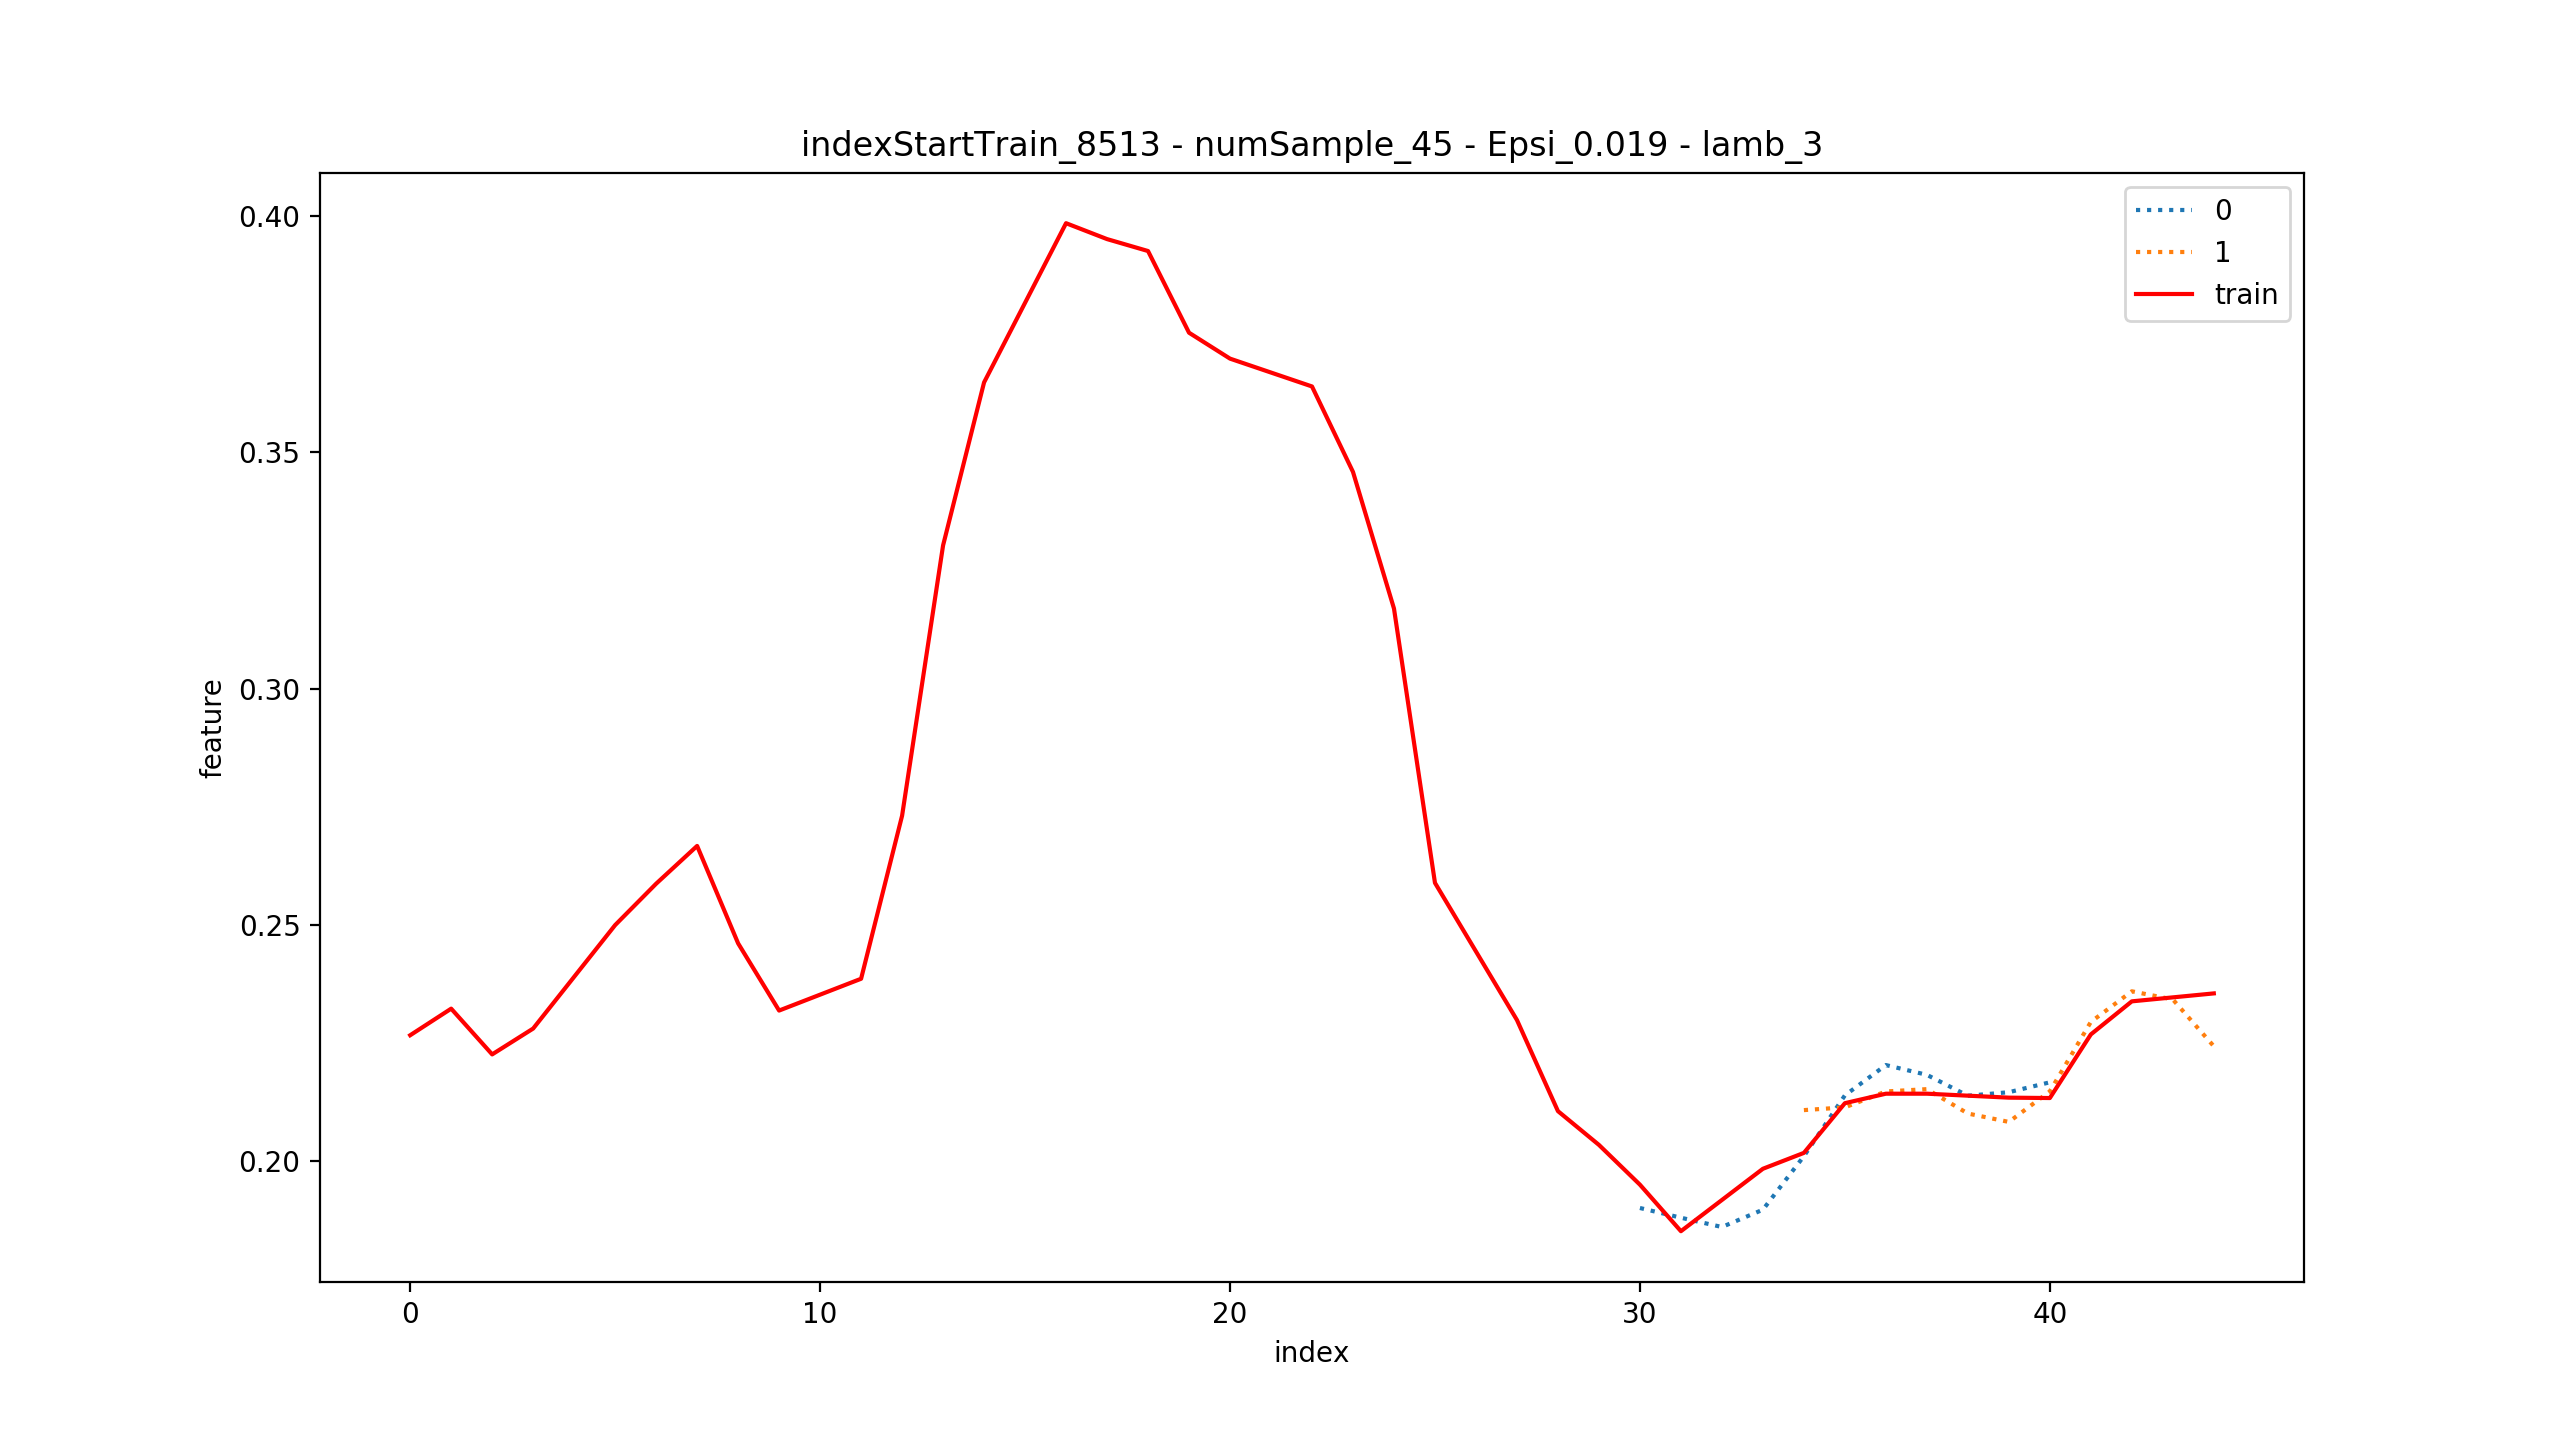 indexStartTrain_8513 - numSample_45 - Epsi_0.019 - lamb_3
0
1
train
0.40
0.35
0.30
0.25
0.20
feature
0 10 20 30 40
index